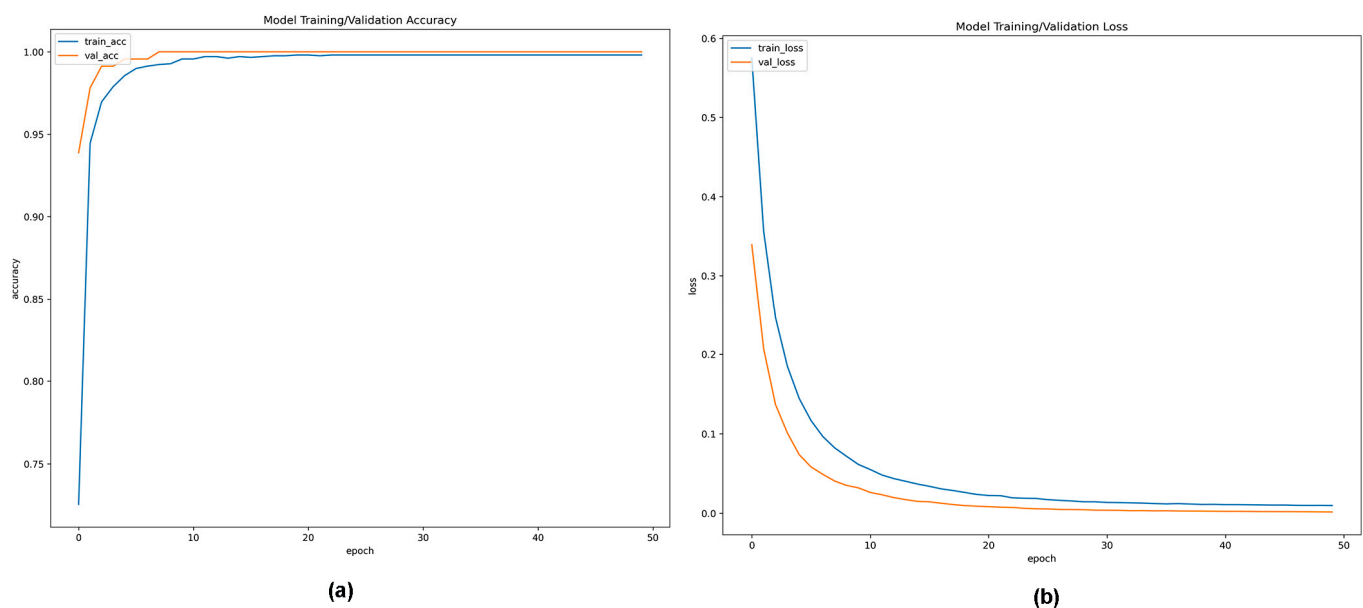 Model Training/Validation Accuracy
train_acc
val_acc
1.00
0.95
0.90
0.85
0.80
0.75
accuracy
0
10
20
30
40
50
epoch
(a)
Model Training/Validation Loss
train_loss
val_loss
0.6
0.5
0.4
0.3
0.2
0.1
0.0
loss
0
10
20
30
40
50
epoch
(b)